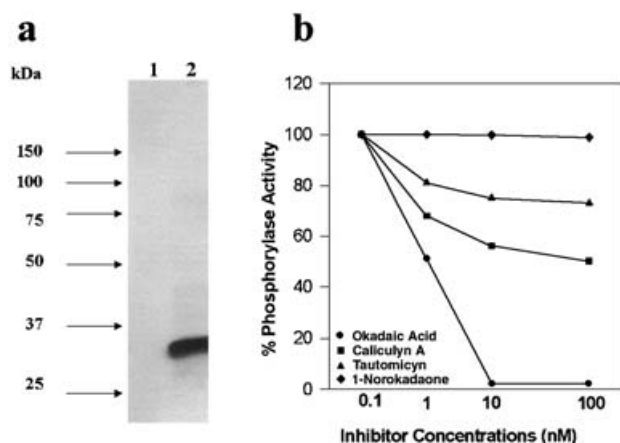 a
kDa
1 2
150
100
75
50
37
25
b
120
100
80
60
40
20
0
% Phosphorylase Activity
Okadaic Acid
Caliculyn A
Tautomicyn
1-Norokadaone
0.1 1 10 100
Inhibitor Concentrations (nM)